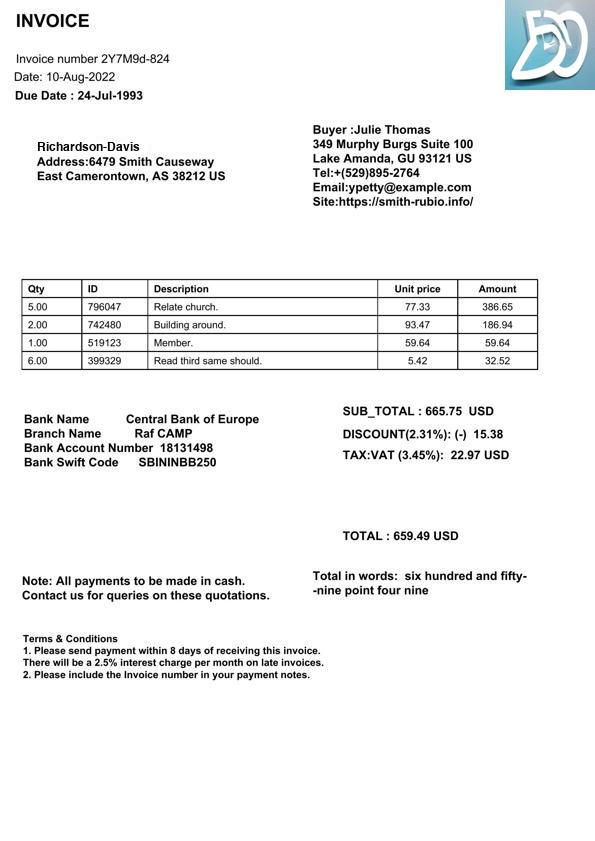 INVOICE
Invoice number 2Y7M9d-824
Date: 10-Aug-2022
Due Date : 24-Jul-1993
Richardson-Davis
Address:6479 Smith Causeway
East Camerontown, AS 38212 US
Buyer :Julie Thomas
349 Murphy Burgs Suite 100
Lake Amanda, GU 93121 US
Tel:+(529)895-2764
Email:ypetty@example.com
Site:https://smith-rubio.info/
Qty ID Description Unit price Amount
5.00 796047 Relate church. 77.33 386.65
2.00 742480 Building around. 93.47 186.94
1.00 519123 Member. 59.64 59.64
6.00 399329 Read third same should. 5.42 32.52
Bank Name Central Bank of Europe
Branch Name Raf CAMP
Bank Account Number 18131498
Bank Swift Code SBININBB250
SUB_TOTAL : 665.75 USD
DISCOUNT(2.31%): (-) 15.38
TAX:VAT (3.45%): 22.97 USD
TOTAL : 659.49 USD
Note: All payments to be made in cash.
Contact us for queries on these quotations.
Total in words: six hundred and fifty-
-nine point four nine
Terms & Conditions
1. Please send payment within 8 days of receiving this invoice.
There will be a 2.5% interest charge per month on late invoices.
2. Please include the Invoice number in your payment notes.